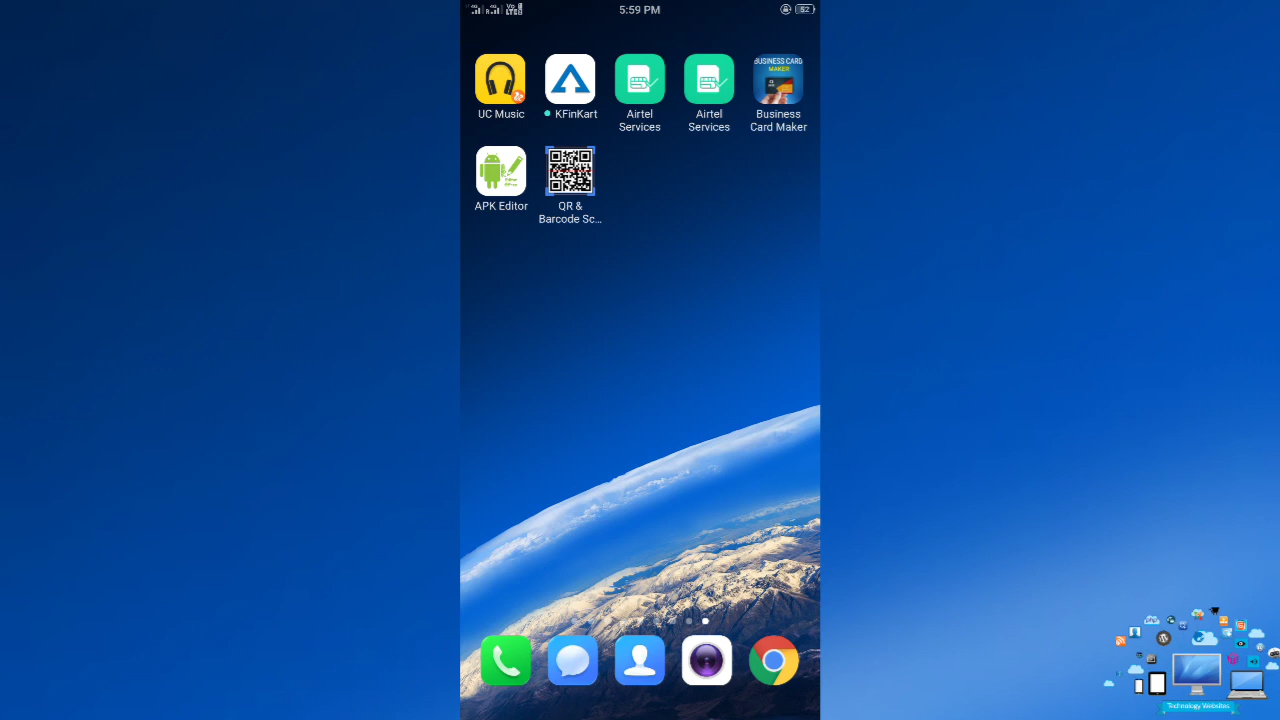 5:59 PM
52
UC Music
KFinKart
Airtel
Services
Airtel
Services
BUSINESS CARD
MAKER
Business
Card Maker
APK Editor
QR &
Barcode Sc...
Technology Websites